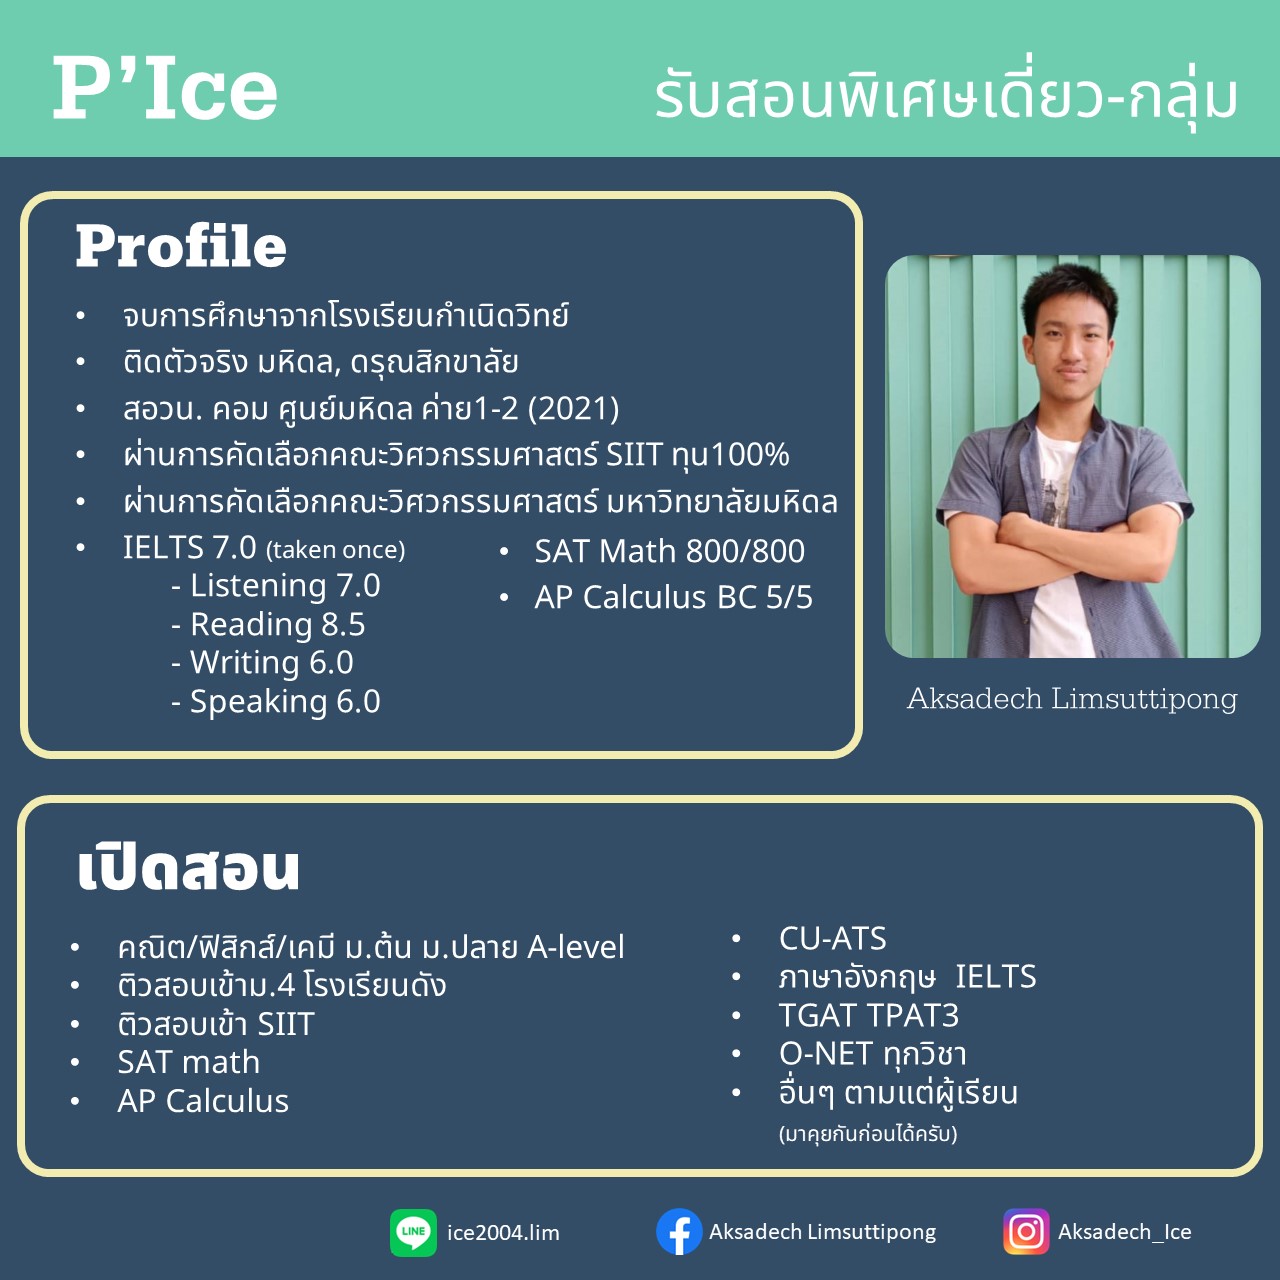 P’Ice
รับสอนพิเศษเดี่ยว-กลุ่ม
Profile
• จบการศึกษาจากโรงเรียนกำเนิดวิทย์
• ติดตัวจริง มหิดล, ดรุณสิกขาลัย
• สอวน. คอม ศูนย์มหิดล ค่าย1-2 (2021)
• ผ่านการคัดเลือกคณะวิศวกรรมศาสตร์ SIIT ทุน100%
• ผ่านการคัดเลือกคณะวิศวกรรมศาสตร์ มหาวิทยาลัยมหิดล
• IELTS 7.0 (taken once)
- Listening 7.0
- Reading 8.5
- Writing 6.0
- Speaking 6.0
• SAT Math 800/800
• AP Calculus BC 5/5
Aksadech Limsuttipong
เปิดสอน
• คณิต/ฟิสิกส์/เคมี ม.ต้น ม.ปลาย A-level
• ติวสอบเข้าม.4 โรงเรียนดัง
• ติวสอบเข้า SIIT
• SAT math
• AP Calculus
• CU-ATS
• ภาษาอังกฤษ IELTS
• TGAT TPAT3
• O-NET ทุกวิชา
• อื่นๆ ตามแต่ผู้เรียน
(มาคุยกันก่อนได้ครับ)
LINE ice2004.lim
Aksadech Limsuttipong
Aksadech_Ice